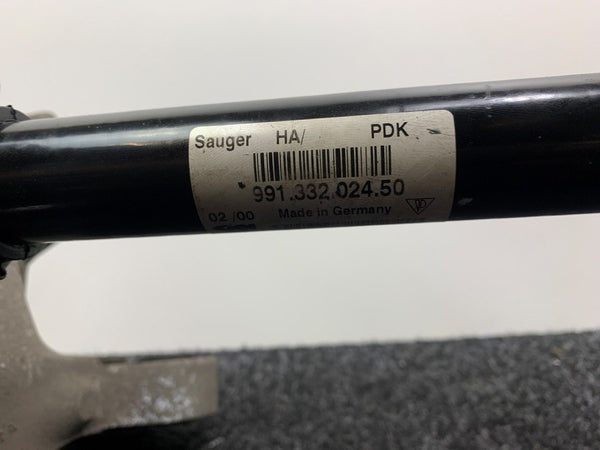 Sauger HA/ PDK
991.332.024.50
02 /00 Made in Germany